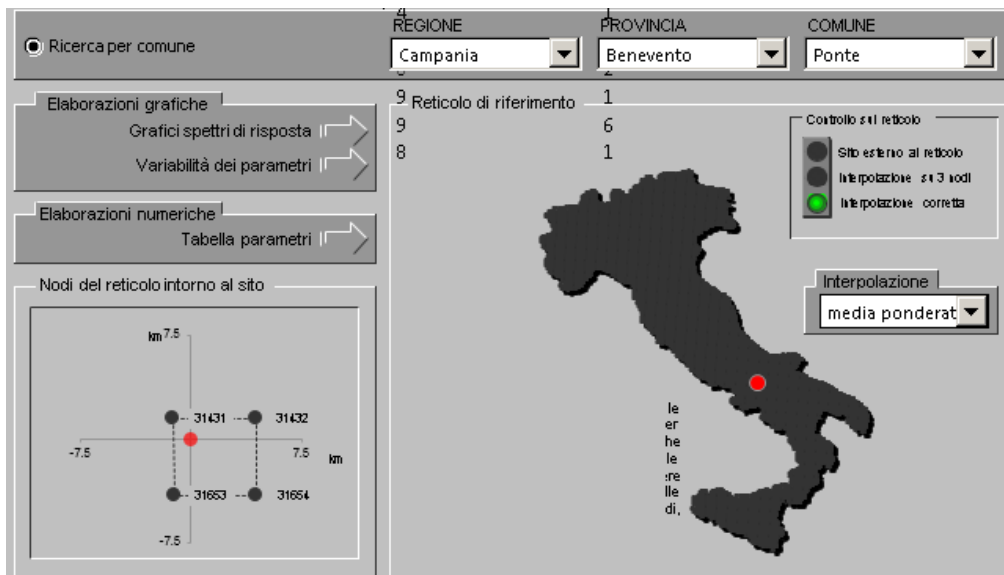 4 1
REGIONE PROVINCIA COMUNE
Ricerca per comune Campania Benevento Ponte
2
Elaborazioni grafiche
9 Reticolo di riferimento 1
Grafici spettri di risposta
9 6
Variabilità dei parametri
8 1
Controllo sul reticolo
Sito esterno al reticolo
Interpolazione su 3 nodi
Interpolazione corretta
Elaborazioni numeriche
Tabella parametri
Nodi del reticolo intorno al sito
Interpolazione
media ponderat
km 7.5
31431 31432
-7.5 7.5 km
31653 31654
-7.5
le
er
he
le
re
lle
di,